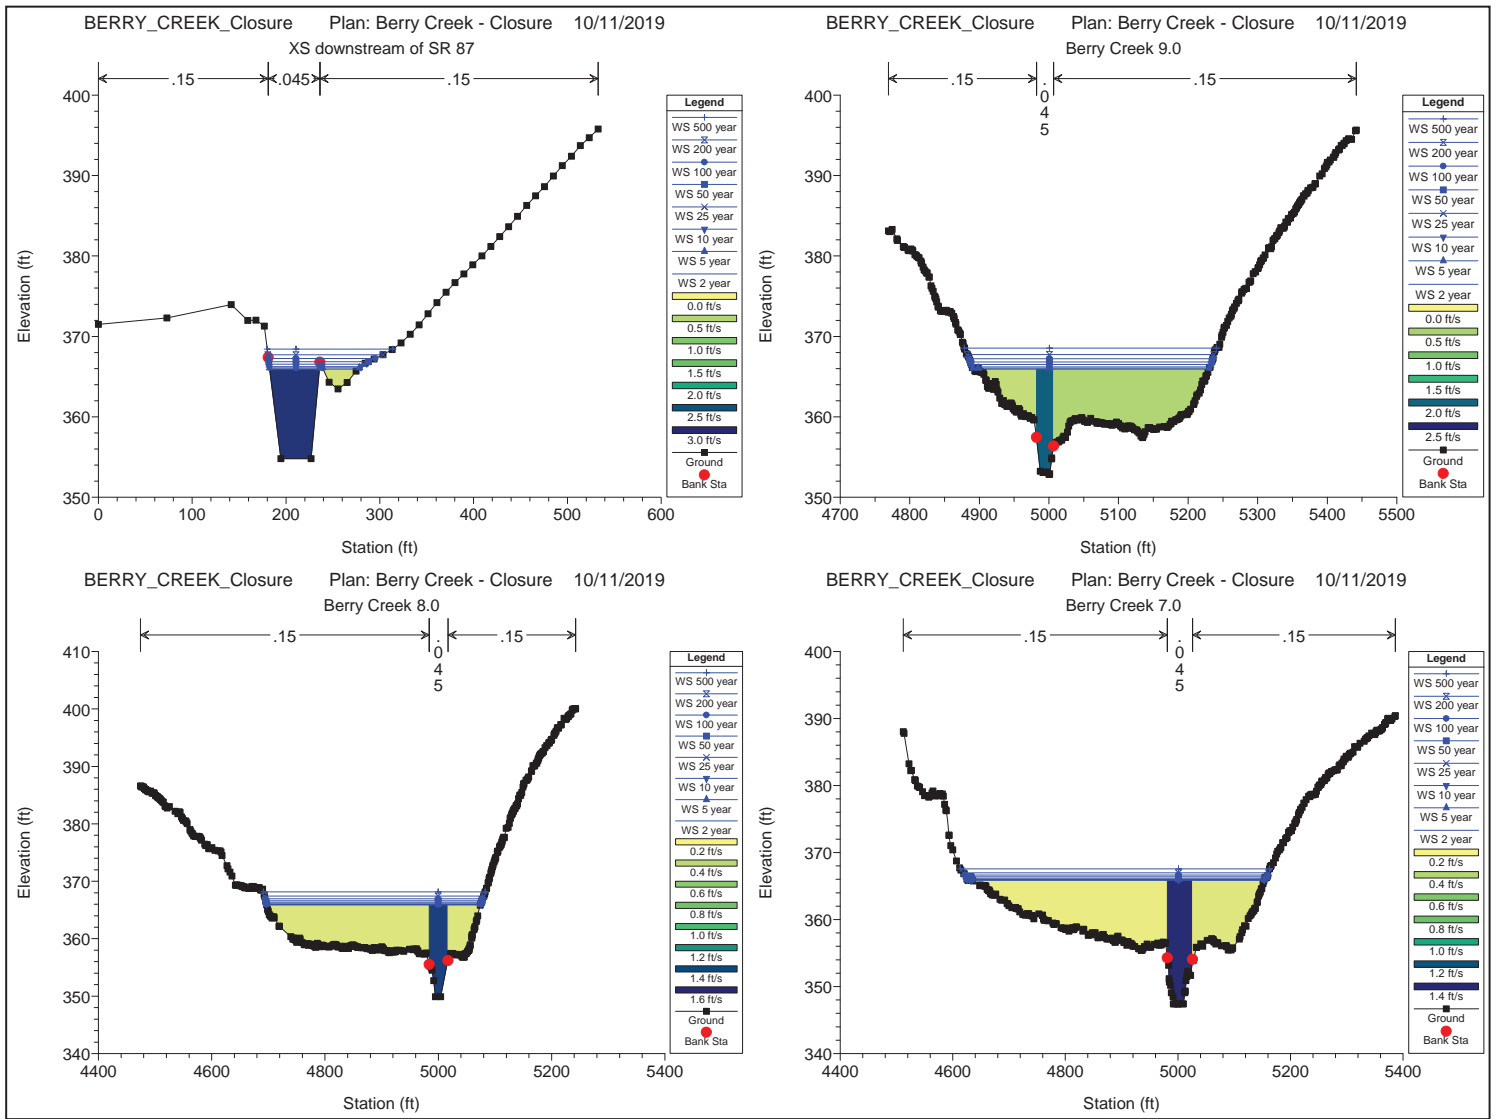 BERRY_CREEK_Closure Plan: Berry Creek - Closure 10/11/2019
XS downstream of SR 87
.15 .045 .15
400
390
380
370
360
350
0 100 200 300 400 500 600
Elevation (ft)
Station (ft)
Legend
WS 500 year
WS 200 year
WS 100 year
WS 50 year
WS 25 year
WS 10 year
WS 5 year
WS 2 year
0.0 ft/s
0.5 ft/s
1.0 ft/s
1.5 ft/s
2.0 ft/s
2.5 ft/s
3.0 ft/s
Ground
Bank Sta
BERRY_CREEK_Closure Plan: Berry Creek - Closure 10/11/2019
Berry Creek 9.0
.15 .045 .15
400
390
380
370
360
350
4700 4800 4900 5000 5100 5200 5300 5400 5500
Elevation (ft)
Station (ft)
Legend
WS 500 year
WS 200 year
WS 100 year
WS 50 year
WS 25 year
WS 10 year
WS 5 year
WS 2 year
0.0 ft/s
0.5 ft/s
1.0 ft/s
1.5 ft/s
2.0 ft/s
2.5 ft/s
Ground
Bank Sta
BERRY_CREEK_Closure Plan: Berry Creek - Closure 10/11/2019
Berry Creek 8.0
.15 .045 .15
410
400
390
380
370
360
350
340
4400 4600 4800 5000 5200 5400
Elevation (ft)
Station (ft)
Legend
WS 500 year
WS 200 year
WS 100 year
WS 50 year
WS 25 year
WS 10 year
WS 5 year
WS 2 year
0.2 ft/s
0.4 ft/s
0.6 ft/s
0.8 ft/s
1.0 ft/s
1.2 ft/s
1.4 ft/s
1.6 ft/s
Ground
Bank Sta
BERRY_CREEK_Closure Plan: Berry Creek - Closure 10/11/2019
Berry Creek 7.0
.15 .045 .15
400
390
380
370
360
350
340
4400 4600 4800 5000 5200 5400
Elevation (ft)
Station (ft)
Legend
WS 500 year
WS 200 year
WS 100 year
WS 50 year
WS 25 year
WS 10 year
WS 5 year
WS 2 year
0.2 ft/s
0.4 ft/s
0.6 ft/s
0.8 ft/s
1.0 ft/s
1.2 ft/s
1.4 ft/s
Ground
Bank Sta